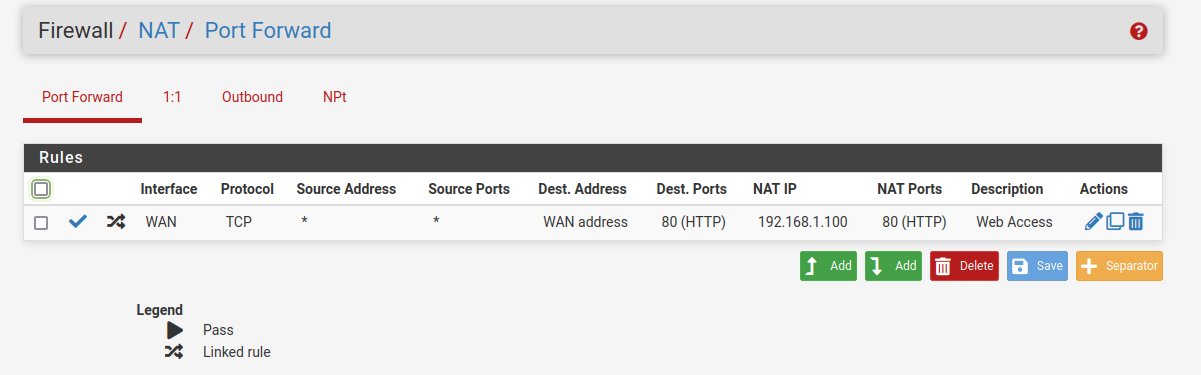 Firewall / NAT / Port Forward
Port Forward 1:1 Outbound NPt
Rules
Interface Protocol Source Address Source Ports Dest. Address Dest. Ports NAT IP NAT Ports Description Actions
WAN TCP * * WAN address 80 (HTTP) 192.168.1.100 80 (HTTP) Web Access
Add Add Delete Save Separator
Legend
Pass
Linked rule